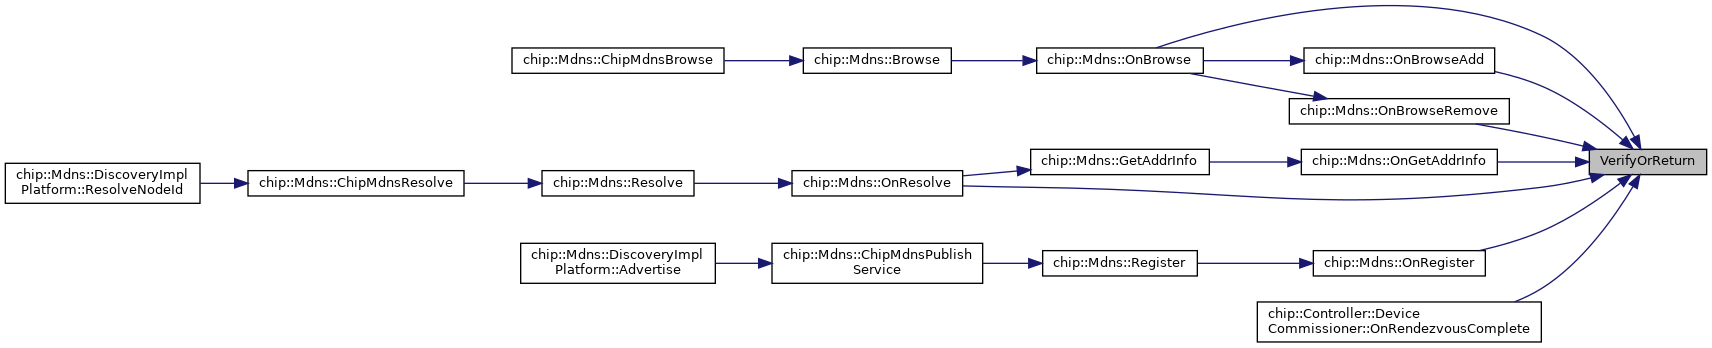 chip::Mdns::ChipMdnsBrowse
chip::Mdns::Browse
chip::Mdns::OnBrowse
chip::Mdns::OnBrowseAdd
chip::Mdns::OnBrowseRemove
VerifyOrReturn
chip::Mdns::GetAddrInfo
chip::Mdns::OnGetAddrInfo
chip::Mdns::DiscoveryImpl
Platform::ResolveNodeId
chip::Mdns::ChipMdnsResolve
chip::Mdns::Resolve
chip::Mdns::OnResolve
chip::Mdns::DiscoveryImpl
Platform::Advertise
chip::Mdns::ChipMdnsPublish
Service
chip::Mdns::Register
chip::Mdns::OnRegister
chip::Controller::Device
Commissioner::OnRendezvousComplete